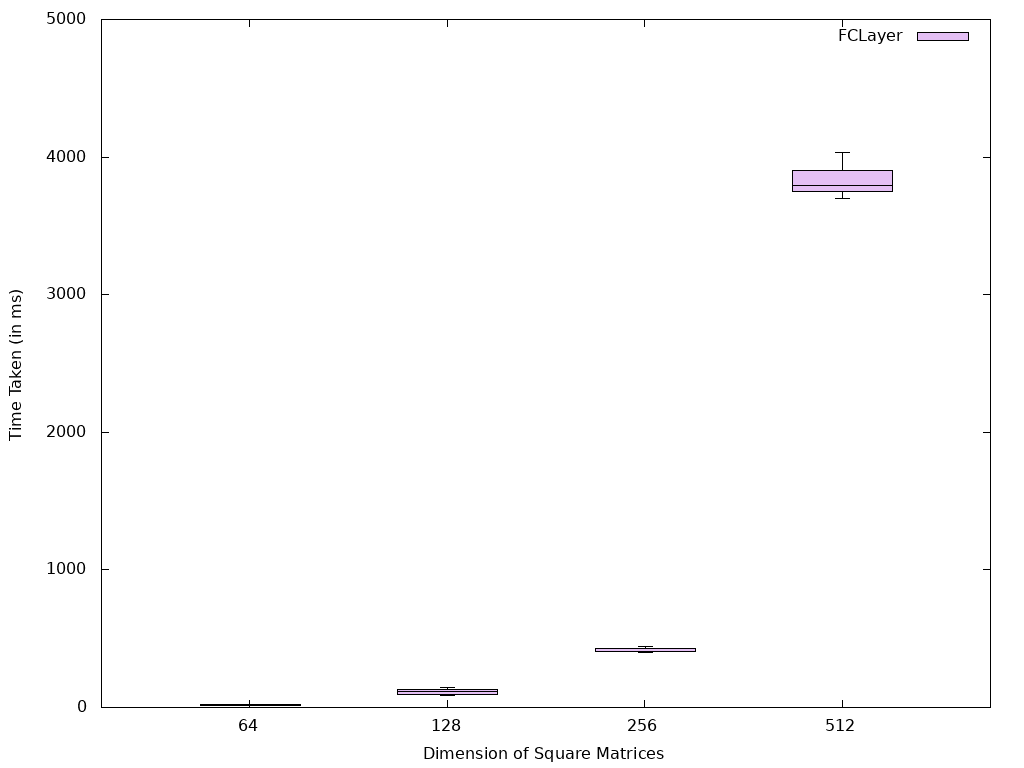 5000
FCLayer
4000
3000
2000
1000
0
64 128 256 512
Time Taken (in ms)
Dimension of Square Matrices